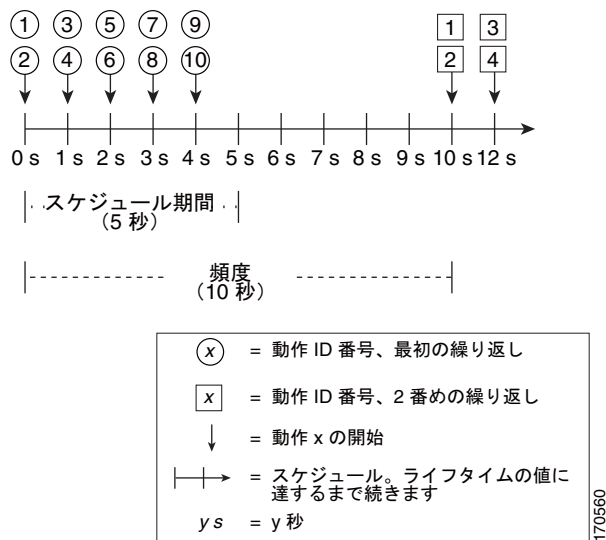 1 3 5 7 9 1 3
2 4 6 8 10 2 4
0 s 1 s 2 s 3 s 4 s 5 s 6 s 7 s 8 s 9 s 10 s 12 s
スケジュール期間
（5 秒）
頻度
（10 秒）
x = 動作 ID 番号、最初の繰り返し
x = 動作 ID 番号、2 番めの繰り返し
= 動作 x の開始
= スケジュール。ライフタイムの値に
達するまで続きます
y s = y 秒
170560